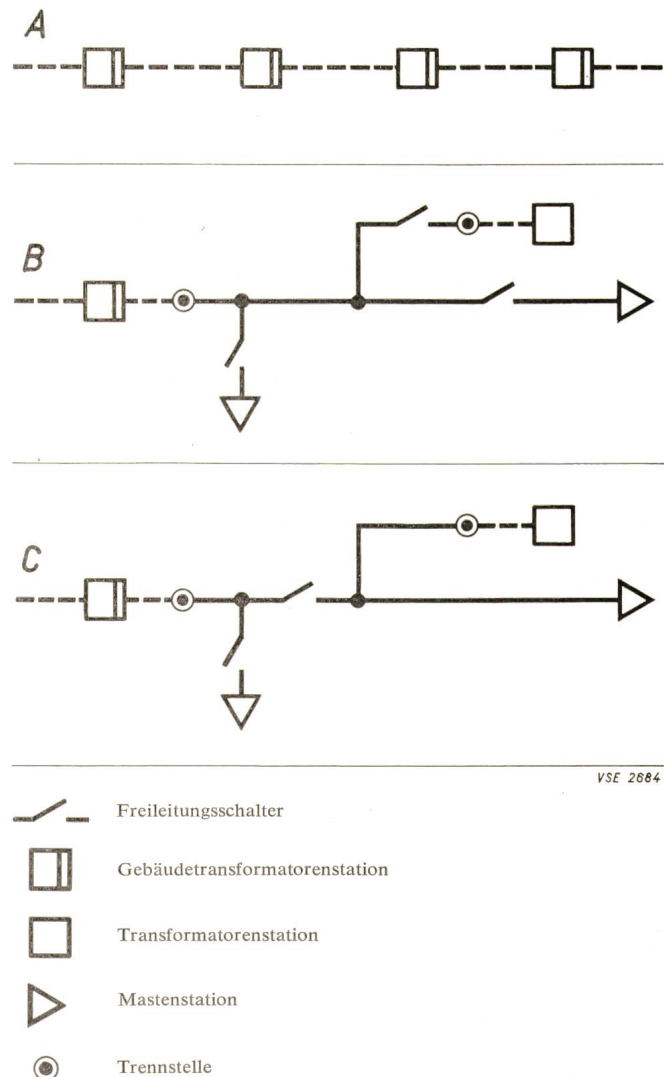 A
B
C
VSE 2684
Freileitungsschalter
Gebäudetransformatorenstation
Transformatorenstation
Mastenstation
Trennstelle